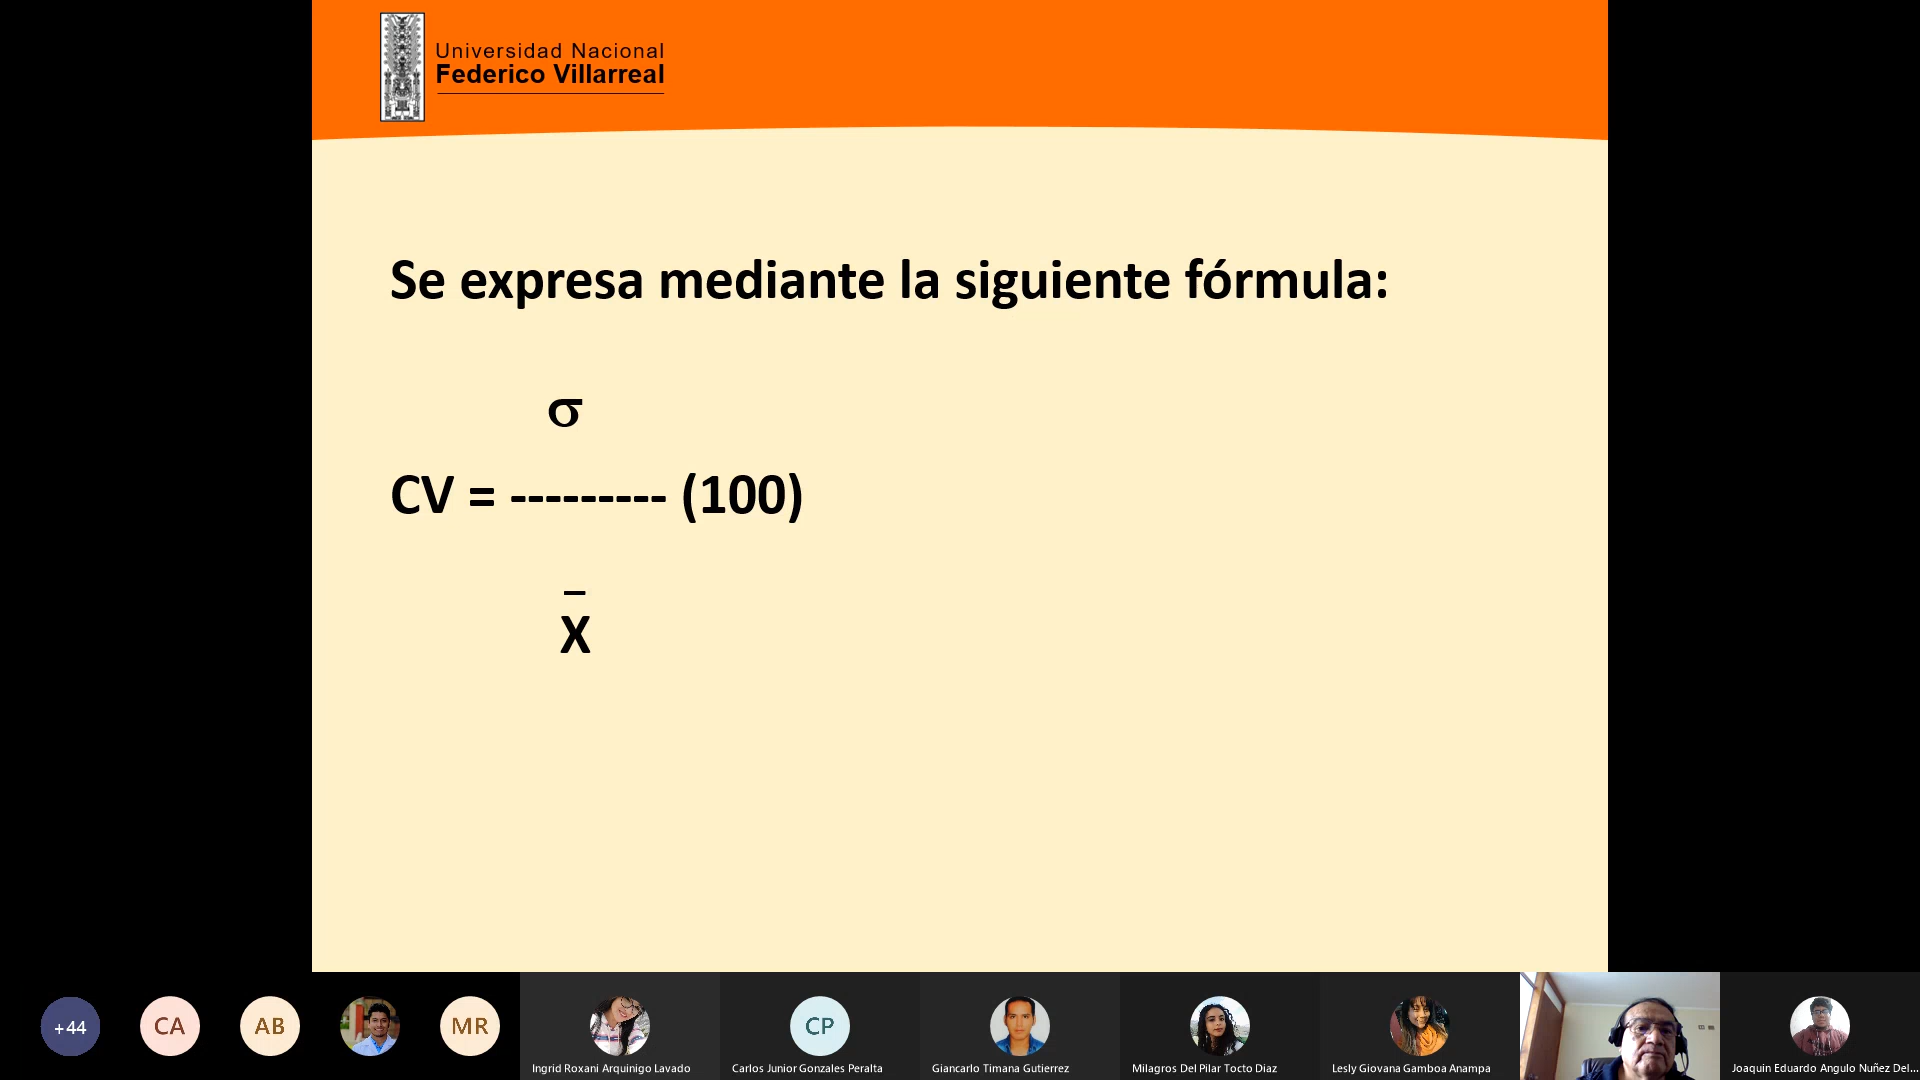 Universidad Nacional
Federico Villarreal
Se expresa mediante la siguiente fórmula:
σ
CV = --------- (100)
_
X
+44
CA
AB
MR
CP
Ingrid Roxani Arquinigo Lavado
Carlos Junior Gonzales Peralta
Giancarlo Timana Gutierrez
Milagros Del Pilar Tocto Diaz
Lesly Giovana Gamboa Anampa
Joaquin Eduardo Angulo Nuñez Del...